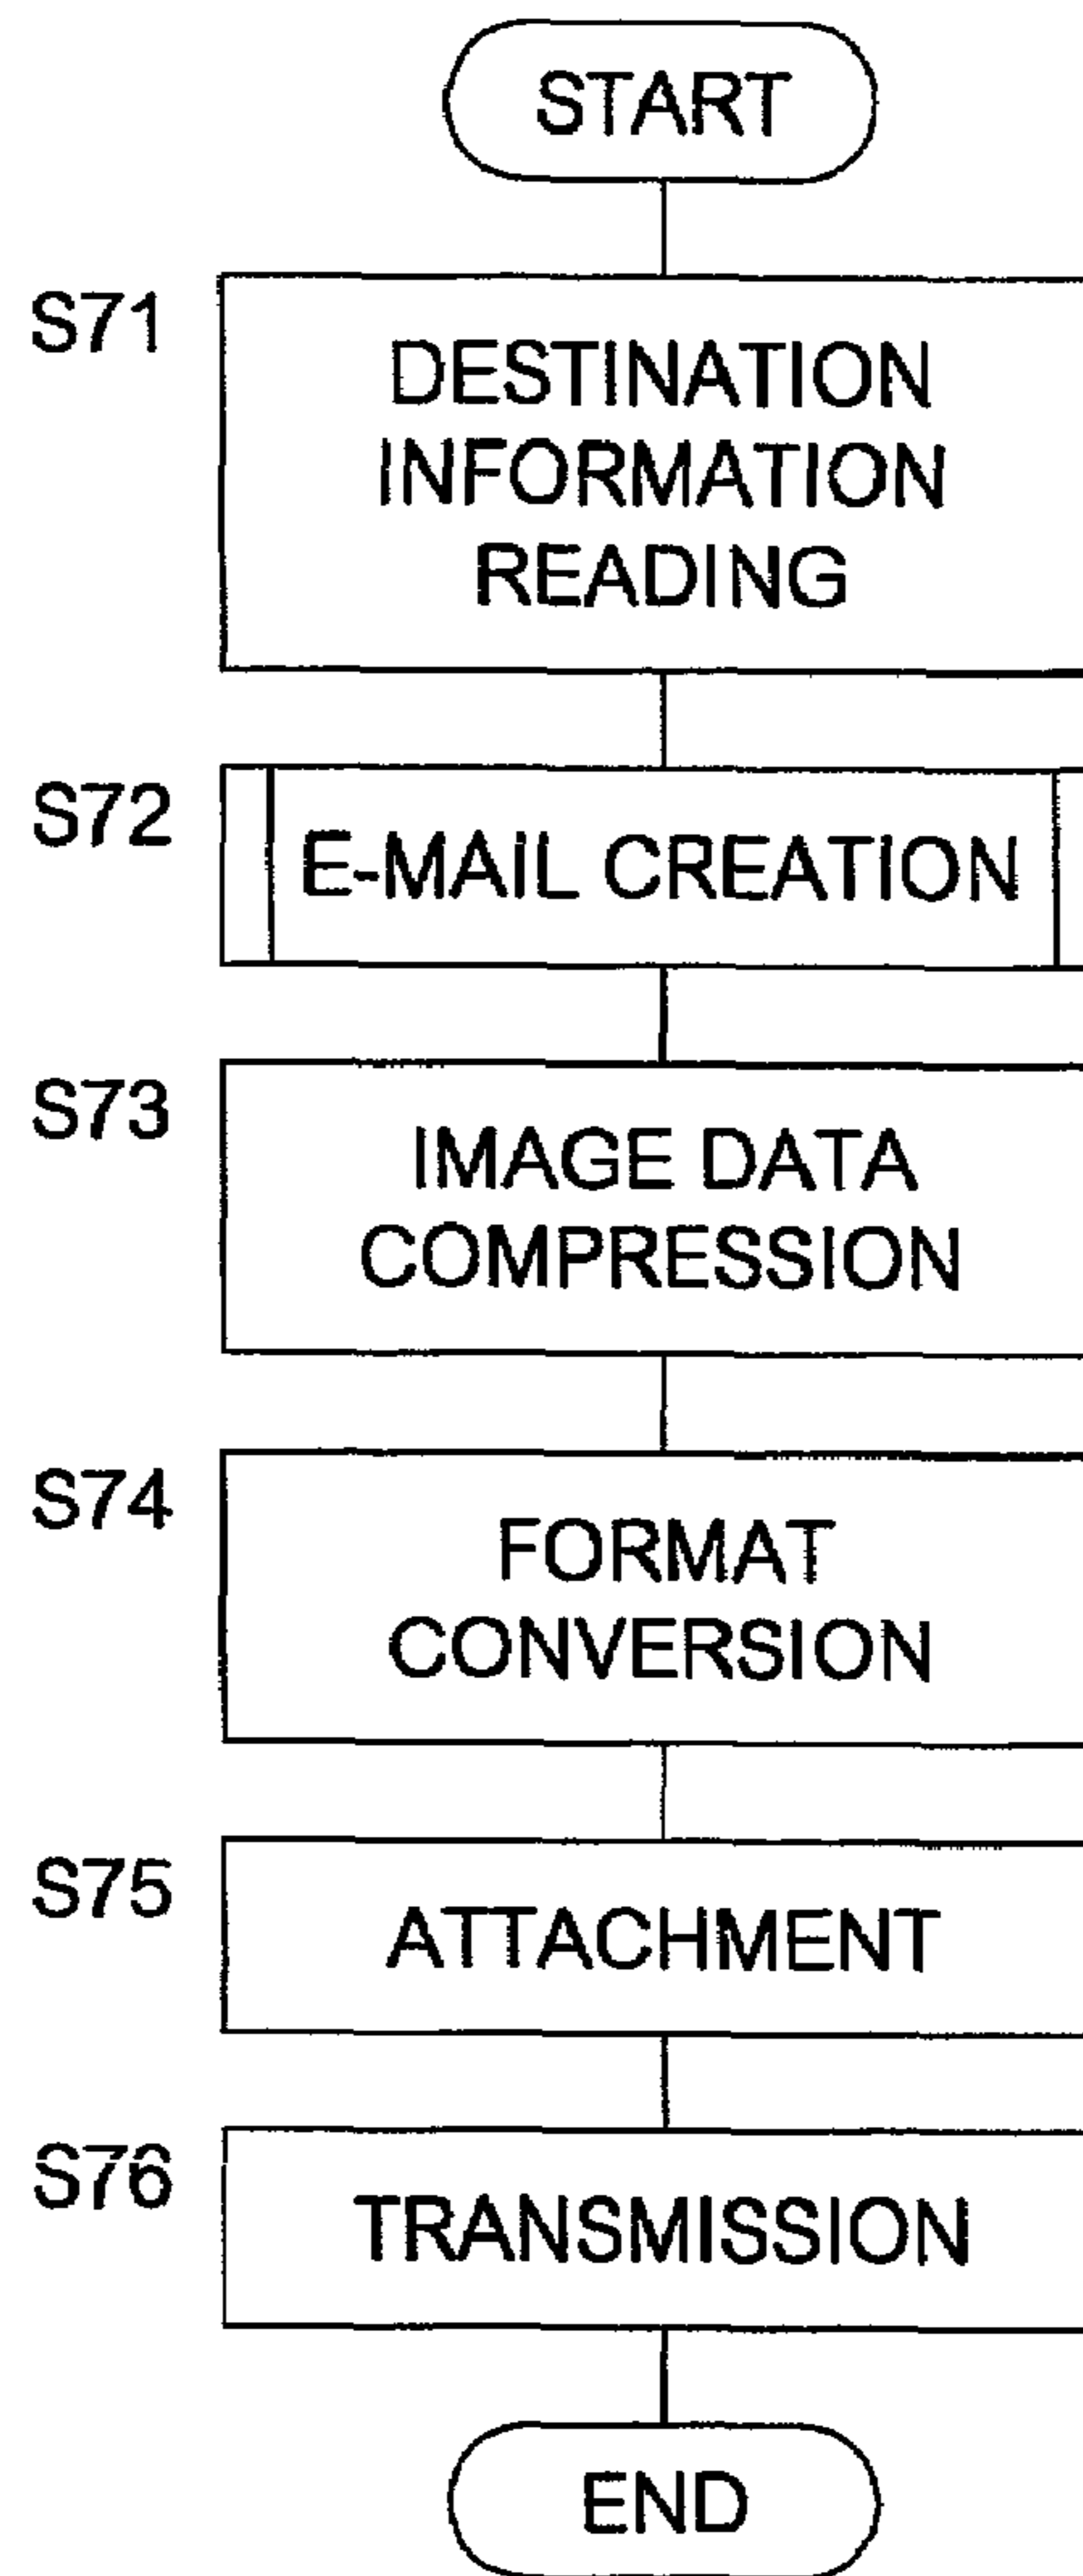 START
S71
DESTINATION
INFORMATION
READING
S72
E-MAIL CREATION
S73
IMAGE DATA
COMPRESSION
S74
FORMAT
CONVERSION
S75
ATTACHMENT
S76
TRANSMISSION
END